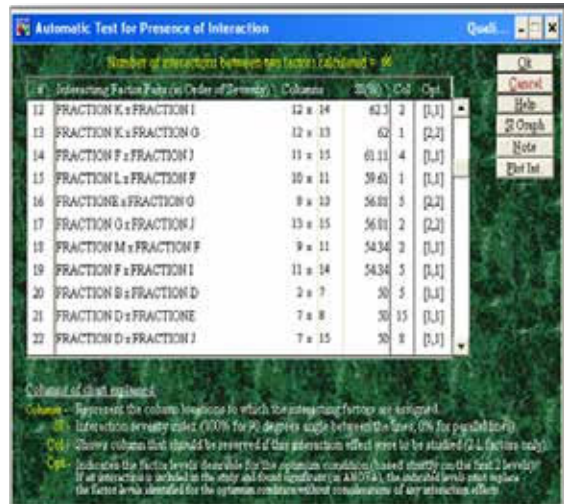 Automatic Test for Presence of Interaction Quali...
Number of interactions between two factors calculated = 66
# Interacting Factor Pairs (in Order of Severity) Columns SI(%) Col Opt.
12 FRACTION K x FRACTION I 12 x 14 62.3 2 [1,1]
13 FRACTION K x FRACTION G 12 x 13 62 1 [2,2]
14 FRACTION F x FRACTION J 11 x 15 61.11 4 [1,1]
15 FRACTION L x FRACTION F 10 x 11 59.61 1 [1,1]
16 FRACTIONE x FRACTION G 8 x 13 56.81 5 [2,2]
17 FRACTION G x FRACTION J 13 x 15 56.81 2 [2,2]
18 FRACTION M x FRACTION F 9 x 11 54.34 2 [1,1]
19 FRACTION F x FRACTION I 11 x 14 54.34 5 [1,1]
20 FRACTION B x FRACTION D 2 x 7 50 5 [1,1]
21 FRACTION D x FRACTIONE 7 x 8 50 15 [1,1]
22 FRACTION D x FRACTION J 7 x 15 50 8 [1,1]
Ok
Cancel
Help
SI Graph
Note
Plot Int.
Columns of chart explained
Columns - Represent the column locations to which the interacting factors are assigned.
SI - Interaction severity index (100% for 90 degrees angle between the lines, 0% for parallel lines)
Col - Shows column that should be reserved if this interaction effect were to be studied (2-L factors only)
Opt - Indicates the factor levels desirable for the optimum condition (based strictly on the first 2 levels)
If an interaction is included in the study and found significant (in ANOVA), the indicated levels must replace
the factor levels identified for the optimum condition without considerations of any interaction effects